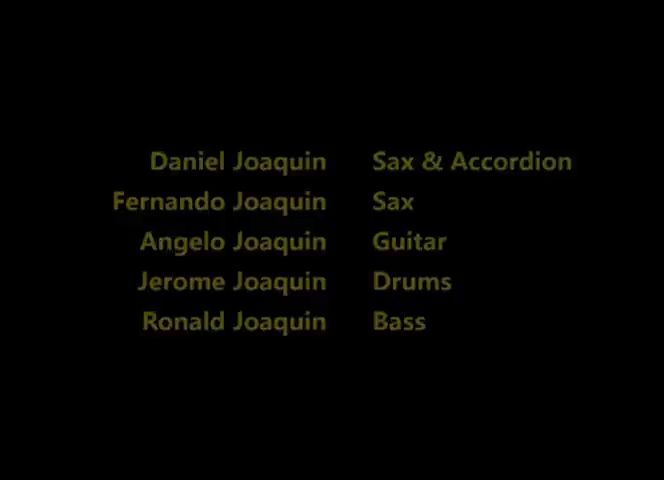 Daniel Joaquin Sax & Accordion
Fernando Joaquin Sax
Angelo Joaquin Guitar
Jerome Joaquin Drums
Ronald Joaquin Bass